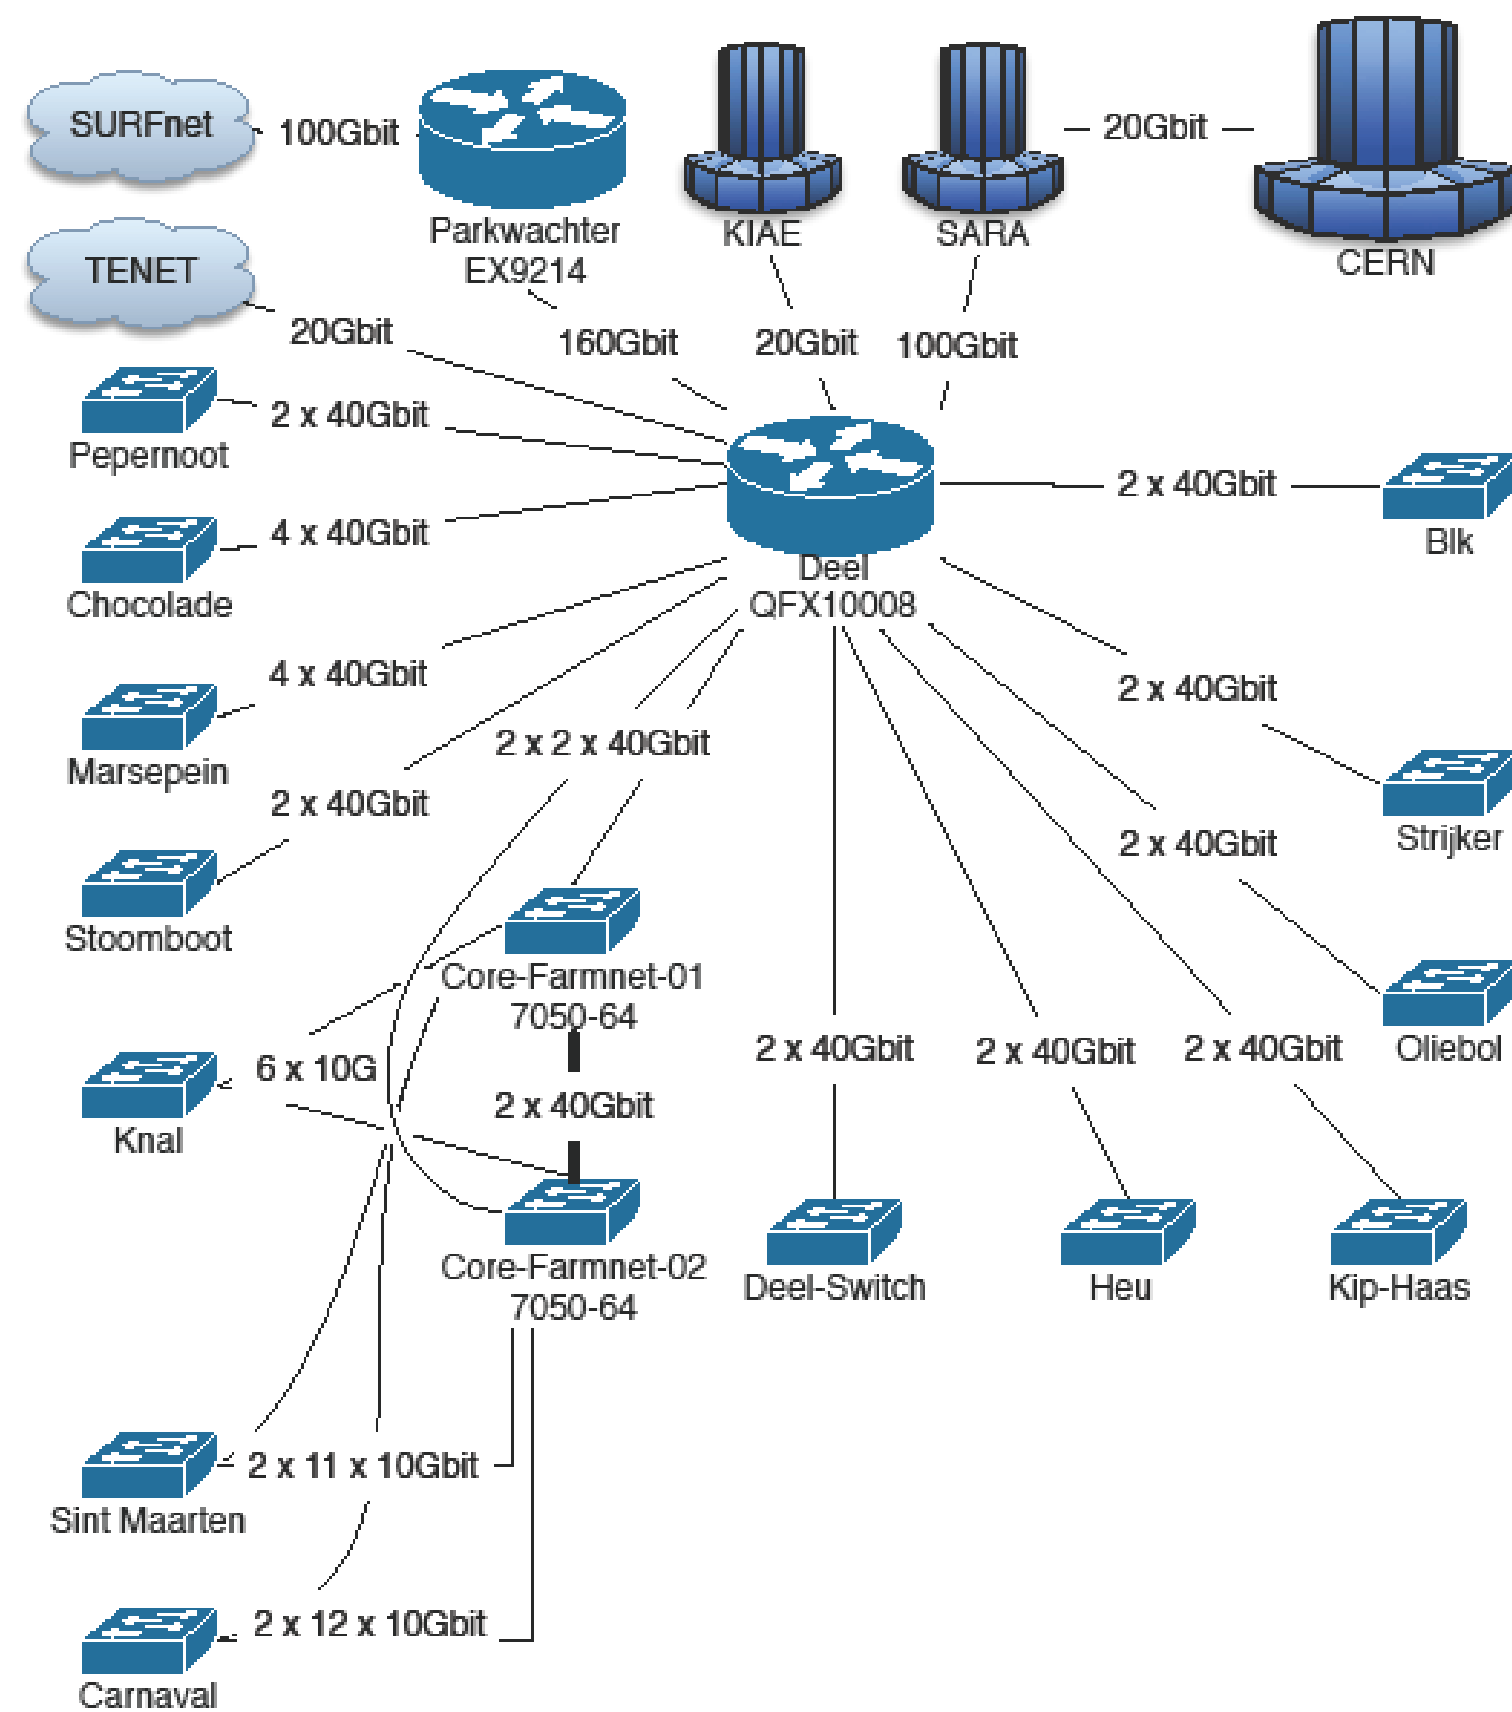 SURFnet
100Gbit
Parkwachter
EX9214
KIAE
SARA
20Gbit
CERN
TENET
20Gbit
160Gbit
20Gbit
100Gbit
Pepernoot
2 x 40Gbit
Chocolade
4 x 40Gbit
Deel
QFX10008
2 x 40Gbit
Blk
Marsepein
4 x 40Gbit
2 x 2 x 40Gbit
2 x 40Gbit
Strijker
Stoomboot
2 x 40Gbit
2 x 40Gbit
Oliebol
Core-Farmnet-01
7050-64
Knal
6 x 10G
2 x 40Gbit
2 x 40Gbit
2 x 40Gbit
2 x 40Gbit
Core-Farmnet-02
7050-64
Deel-Switch
Heu
Kip-Haas
Sint Maarten
2 x 11 x 10Gbit
Carnaval
2 x 12 x 10Gbit